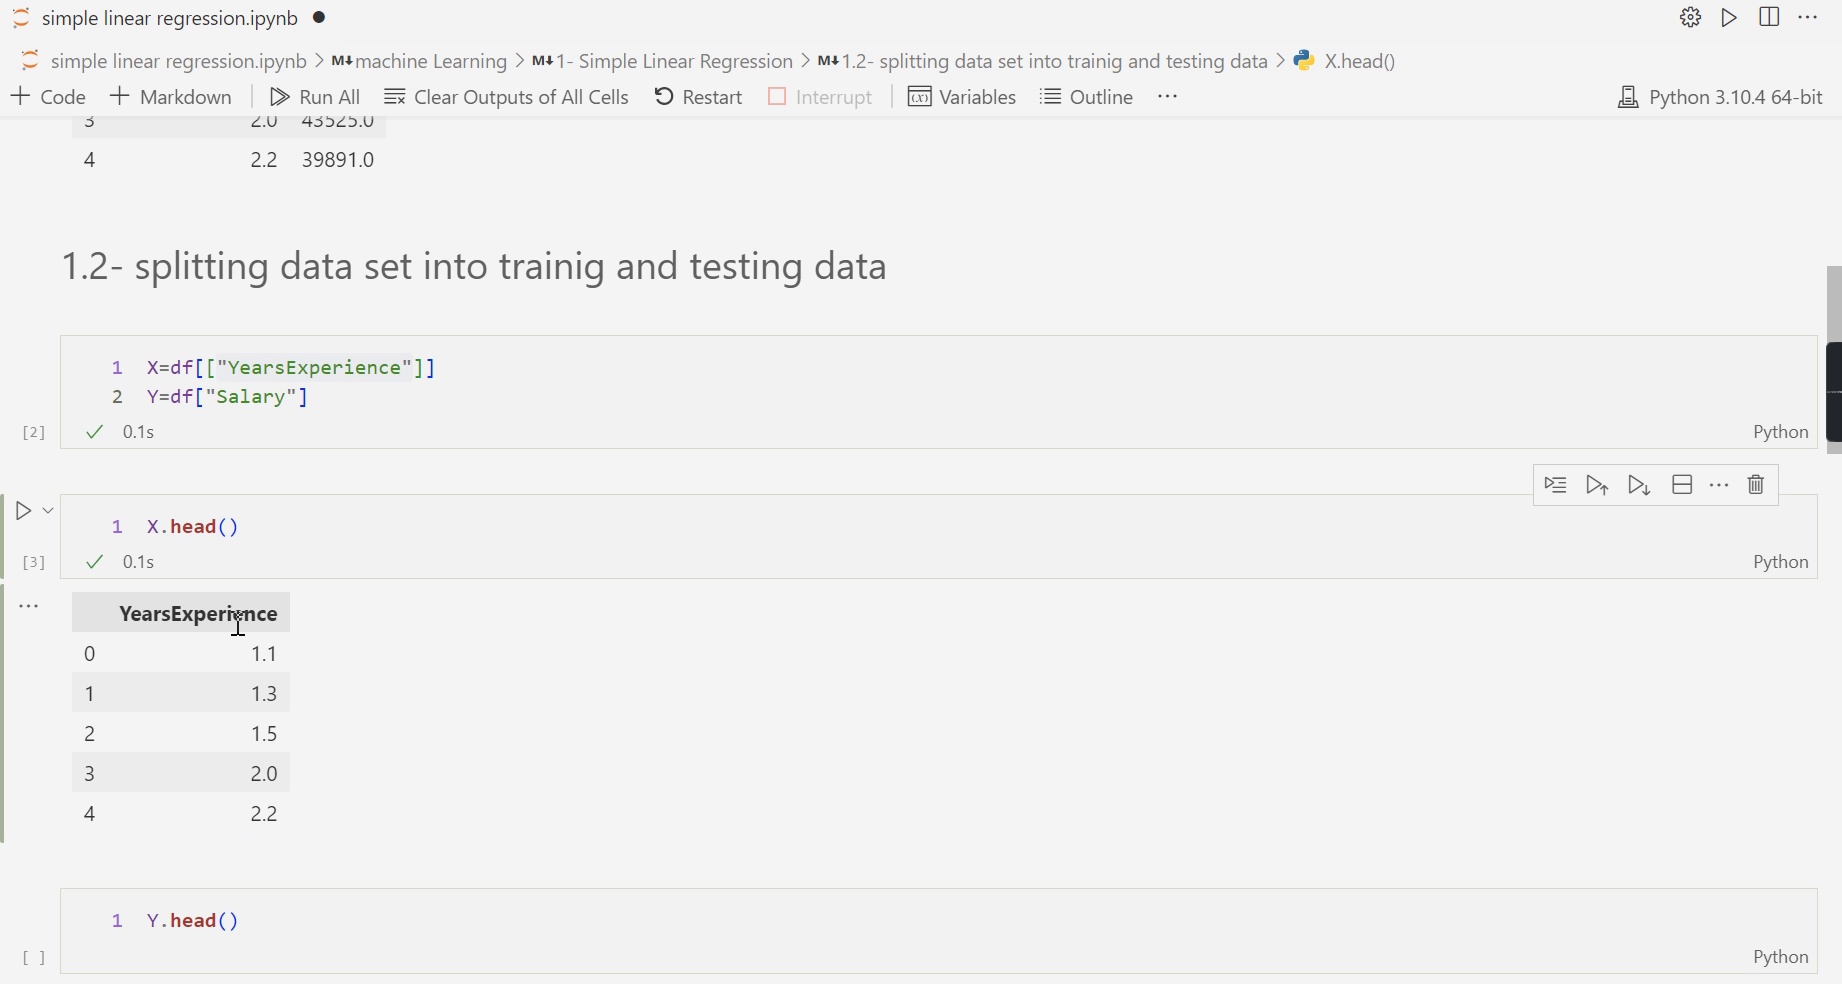 simple linear regression.ipynb
simple linear regression.ipynb > M↓ machine Learning > M↓ 1- Simple Linear Regression > M↓ 1.2- splitting data set into trainig and testing data > X.head()
+ Code + Markdown Run All Clear Outputs of All Cells Restart Interrupt Variables Outline ··· Python 3.10.4 64-bit
3 2.0 43525.0
4 2.2 39891.0
1.2- splitting data set into trainig and testing data
1 X=df[["YearsExperience"]]
2 Y=df["Salary"]
[2] ✓ 0.1s Python
1 X.head()
[3] ✓ 0.1s Python
YearsExperience
0 1.1
1 1.3
2 1.5
3 2.0
4 2.2
1 Y.head()
[ ] Python